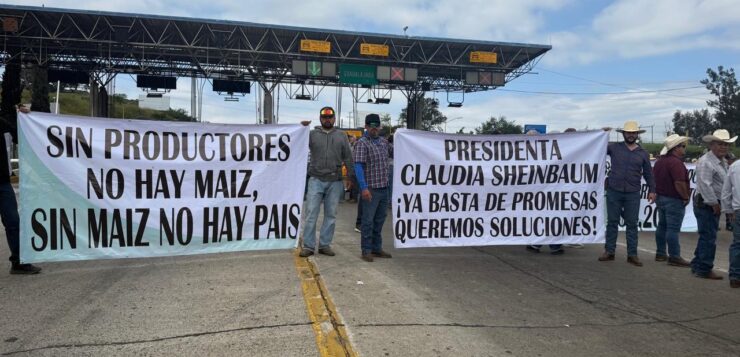 SIN PRODUCTORES
NO HAY MAIZ,
SIN MAIZ NO HAY PAIS
PRESIDENTA
CLAUDIA SHEINBAUM
¡YA BASTA DE PROMESAS
QUEREMOS SOLUCIONES!